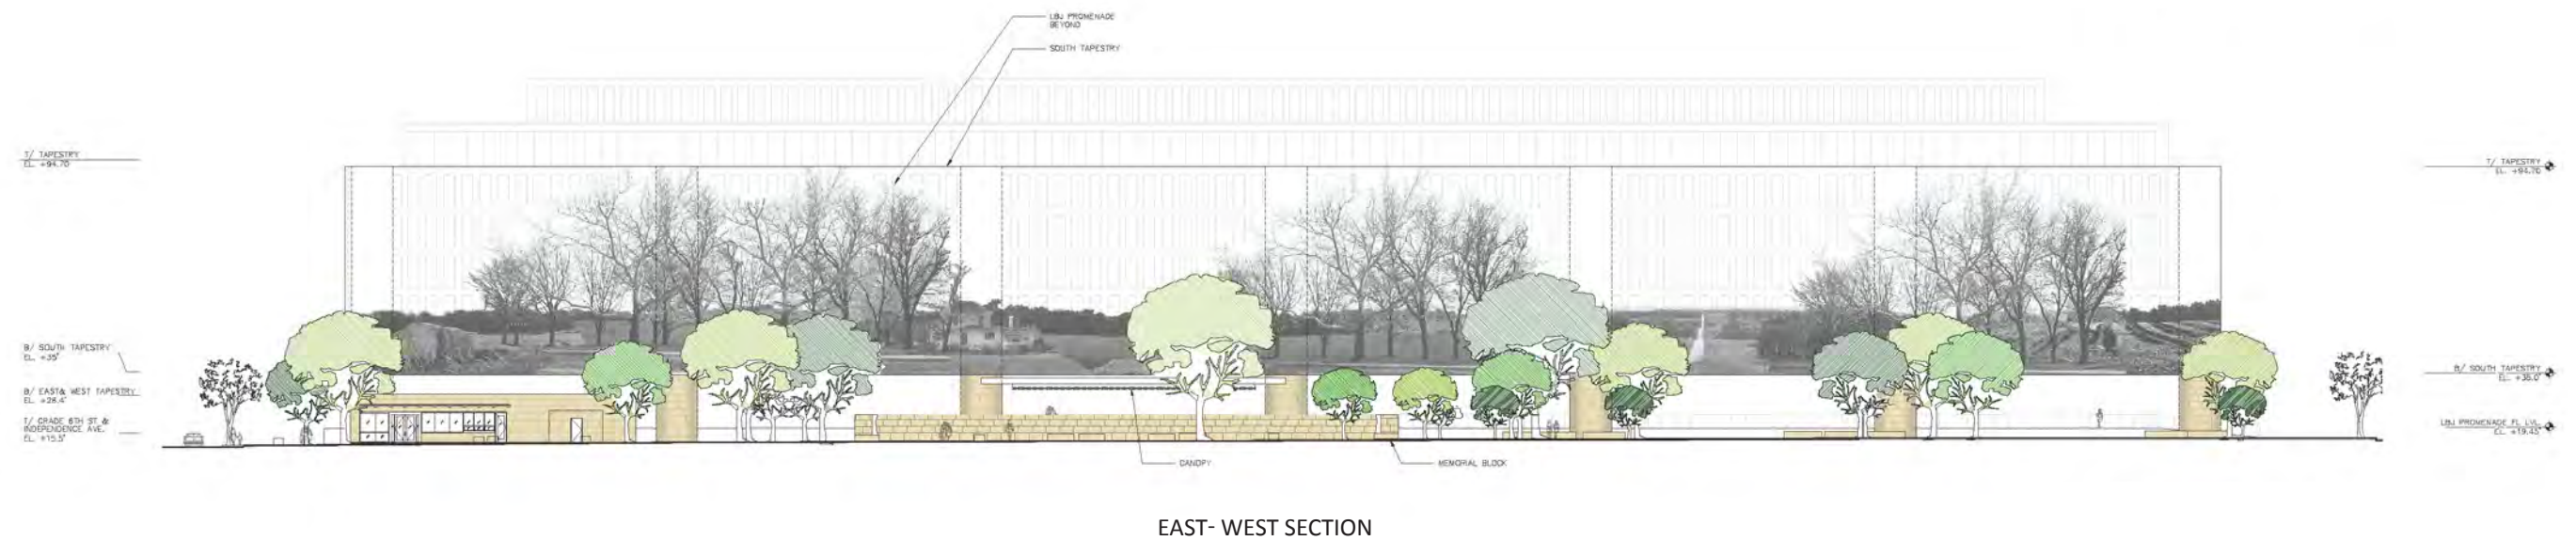 LBJ PROMENADE
BEYOND
SOUTH TAPESTRY
T/ TAPESTRY
EL. +94.70
T/ TAPESTRY
EL. +94.70
B/ SOUTH TAPESTRY
EL. +35'
B/ EAST& WEST TAPESTRY
EL. +28.4'
T/ GRADE 6TH ST. &
INDEPENDENCE AVE.
EL. +15.5'
B/ SOUTH TAPESTRY
EL. +35.0'
LBJ PROMENADE FL. LVL.
EL. +19.45'
CANOPY
MEMORIAL BLOCK
EAST- WEST SECTION